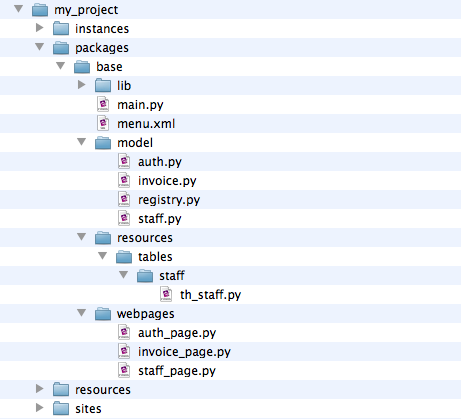 my_project
instances
packages
base
lib
main.py
menu.xml
model
auth.py
invoice.py
registry.py
staff.py
resources
tables
staff
th_staff.py
webpages
auth_page.py
invoice_page.py
staff_page.py
resources
sites